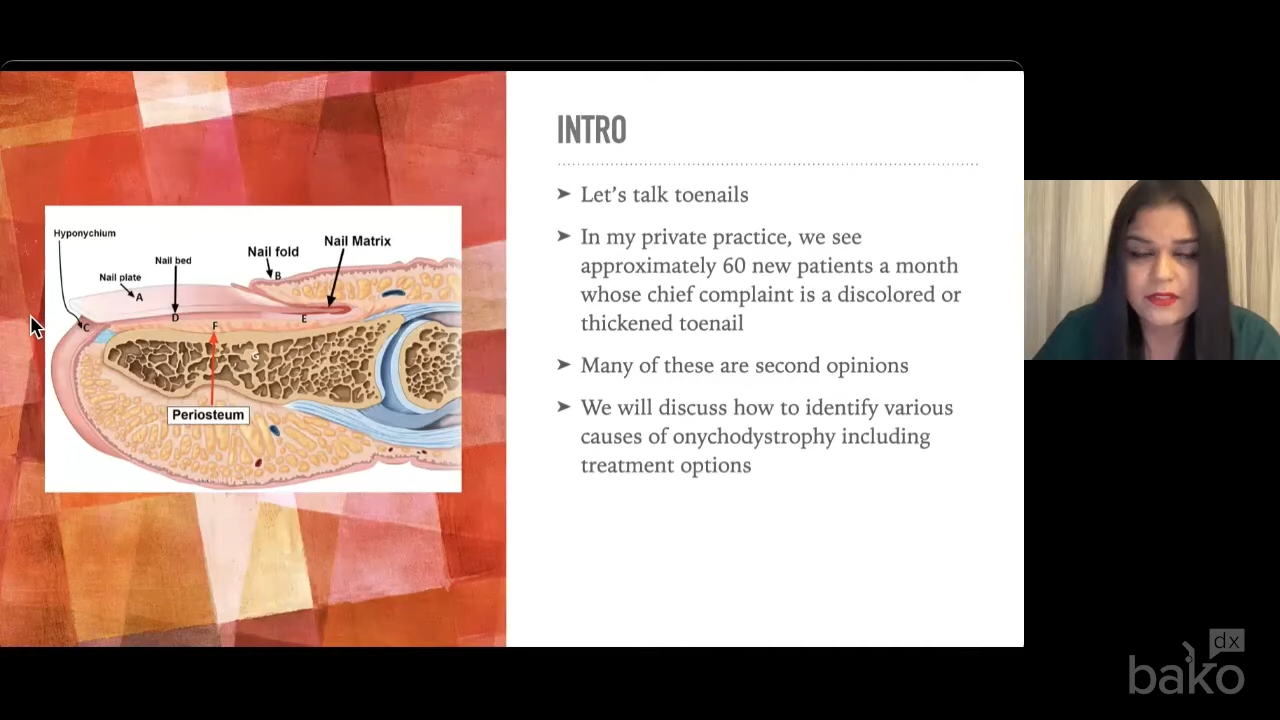 INTRO
➤ Let's talk toenails
➤ In my private practice, we see
approximately 60 new patients a month
whose chief complaint is a discolored or
thickened toenail
➤ Many of these are second opinions
➤ We will discuss how to identify various
causes of onychodystrophy including
treatment options
Hyponychium
Nail plate
Nail bed
Nail fold
Nail Matrix
A
B
C
D
E
F
G
Periosteum
dx
bako